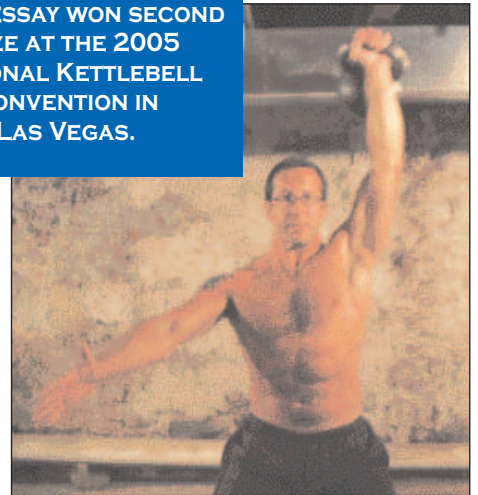 ESSAY WON SECOND
ZE AT THE 2005
ONAL KETTLEBELL
ONVENTION IN
LAS VEGAS.